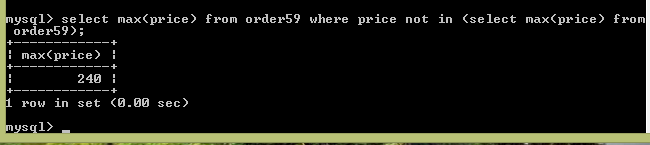 mysql> select max(price) from order59 where price not in (select max(price) from
 order59);
+------------+
| max(price) |
+------------+
|        240 |
+------------+
1 row in set (0.00 sec)
mysql> _